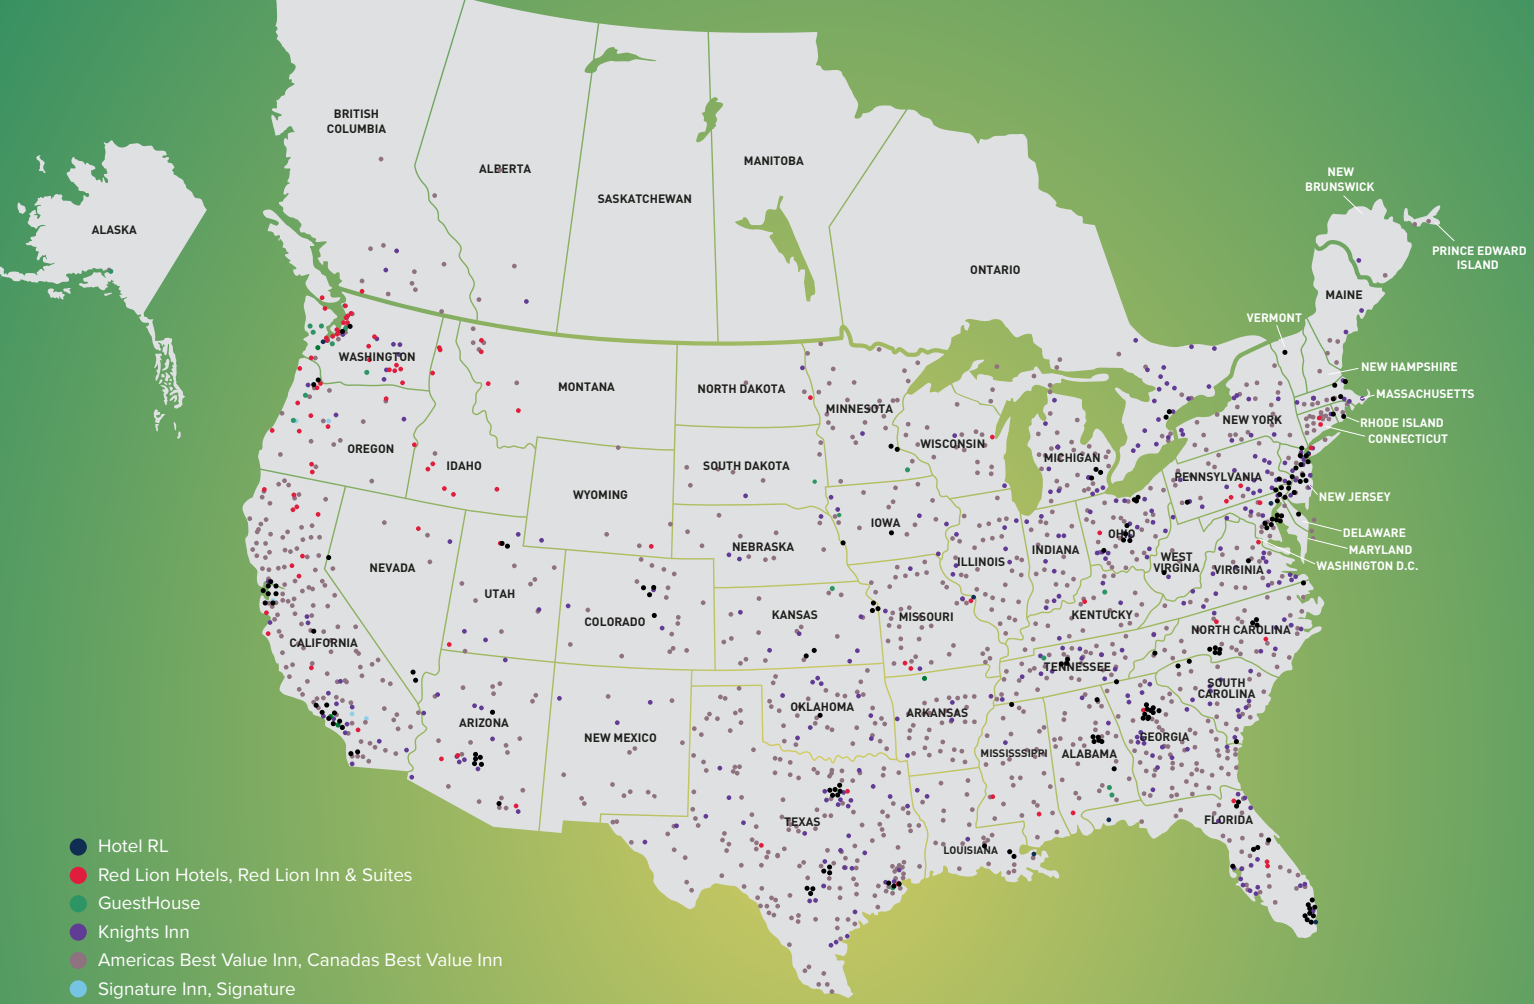 BRITISH
COLUMBIA
ALBERTA
SASKATCHEWAN
MANITOBA
ONTARIO
NEW
BRUNSWICK
PRINCE EDWARD
ISLAND
MAINE
VERMONT
NEW HAMPSHIRE
MASSACHUSETTS
RHODE ISLAND
CONNECTICUT
NEW YORK
ALASKA
WASHINGTON
MONTANA
NORTH DAKOTA
MINNESOTA
WISCONSIN
MICHIGAN
PENNSYLVANIA
NEW JERSEY
OREGON
IDAHO
WYOMING
SOUTH DAKOTA
IOWA
NEBRASKA
ILLINOIS
INDIANA
OHIO
WEST
VIRGINA
VIRGINIA
DELAWARE
MARYLAND
WASHINGTON D.C.
NEVADA
UTAH
COLORADO
KANSAS
MISSOURI
KENTUCKY
NORTH CAROLINA
CALIFORNIA
TENNESSEE
SOUTH
CAROLINA
ARIZONA
NEW MEXICO
OKLAHOMA
ARKANSAS
MISSISSIPPI
ALABAMA
GEORGIA
TEXAS
LOUISIANA
FLORIDA
Hotel RL
Red Lion Hotels, Red Lion Inn & Suites
GuestHouse
Knights Inn
Americas Best Value Inn, Canadas Best Value Inn
Signature Inn, Signature